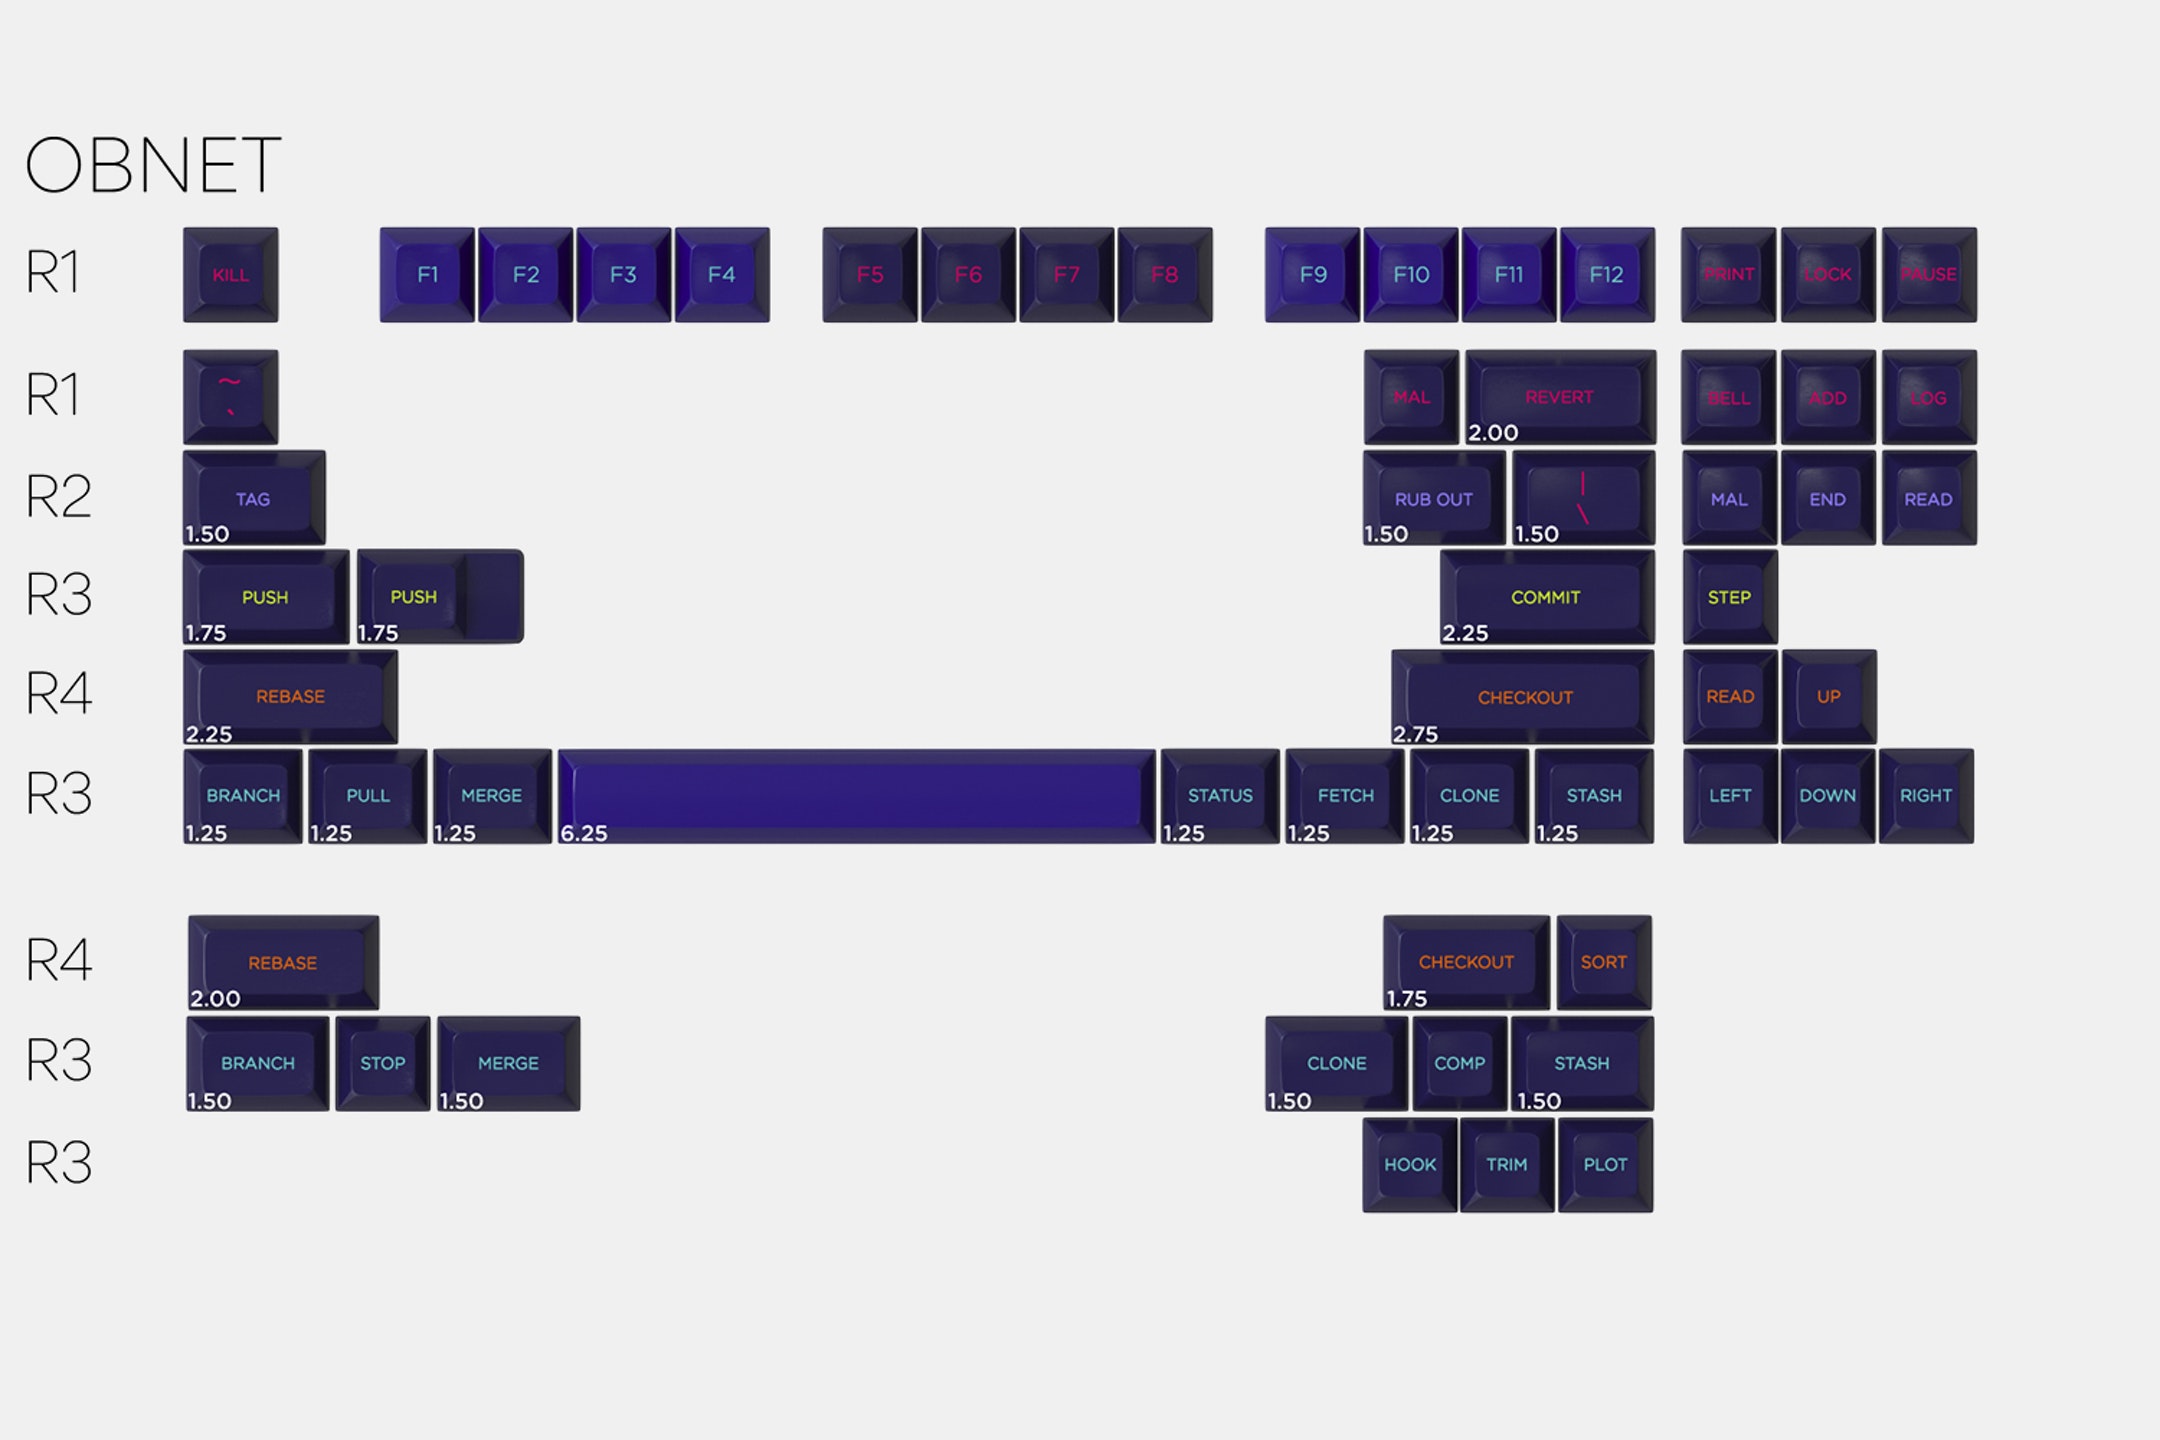 OBNET
R1 KILL F1 F2 F3 F4 F5 F6 F7 F8 F9 F10 F11 F12 PRINT LOCK PAUSE
R1 ~ ` MAL REVERT 2.00 BELL ADD LOG
R2 TAG 1.50 RUB OUT 1.50 | \ 1.50 MAL END READ
R3 PUSH 1.75 PUSH 1.75 COMMIT 2.25 STEP
R4 REBASE 2.25 CHECKOUT 2.75 READ UP
R3 BRANCH 1.25 PULL 1.25 MERGE 1.25 6.25 STATUS 1.25 FETCH 1.25 CLONE 1.25 STASH 1.25 LEFT DOWN RIGHT
R4 REBASE 2.00 CHECKOUT 1.75 SORT
R3 BRANCH 1.50 STOP MERGE 1.50 CLONE 1.50 COMP STASH 1.50
R3 HOOK TRIM PLOT